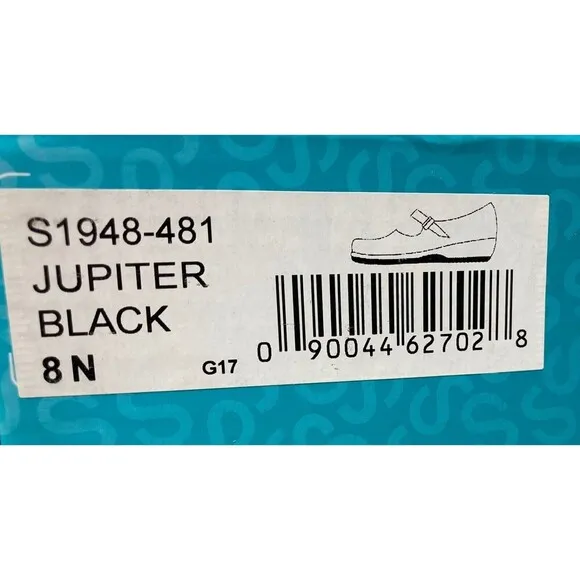 S1948-481
JUPITER
BLACK
8 N
G17
0 90044 62702 8